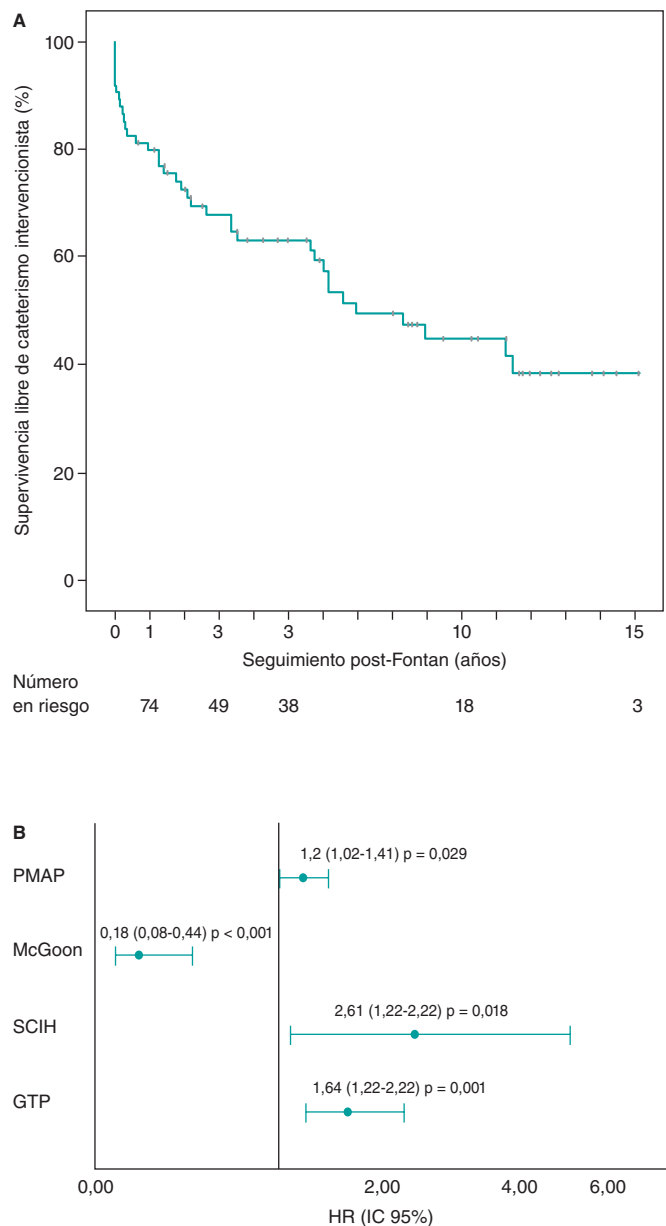 A
Supervivencia libre de cateterismo intervencionista (%)
100
80
60
40
20
0
0 1 3 3 10 15
Seguimiento post-Fontan (años)
Número
en riesgo 74 49 38 18 3
B
PMAP
1,2 (1,02-1,41) p = 0,029
McGoon
0,18 (0,08-0,44) p < 0,001
SCIH
2,61 (1,22-2,22) p = 0,018
GTP
1,64 (1,22-2,22) p = 0,001
0,00 2,00 4,00 6,00
HR (IC 95%)